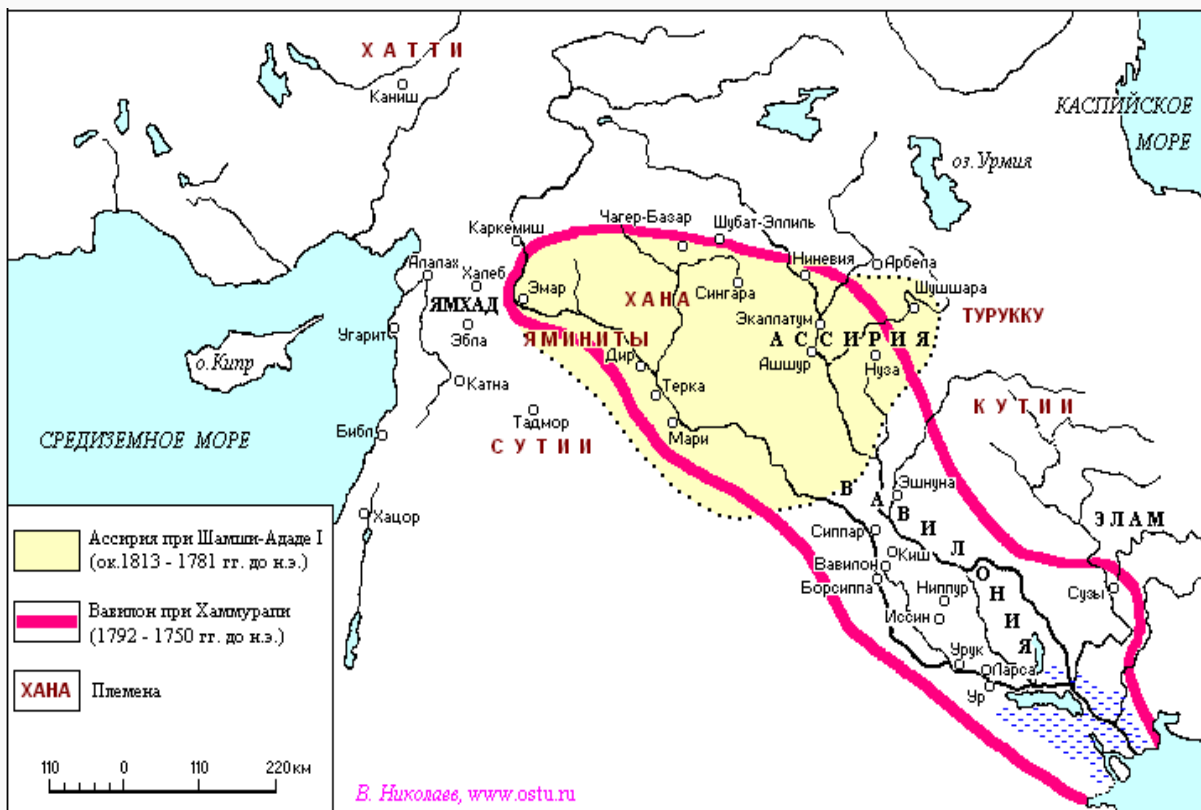 ХАТТИ
Каниш
КАСПИЙСКОЕ
МОРЕ
оз. Урмия
Чагер-Базар
Шубат-Эллиль
Каркемиш
Ниневия
Арбела
Алалах
Халеб
Эмар
Сингара
Шушшара
ХАНА
ЯМХАД
ТУРУККУ
Экаллатум
Угарит
Эбла
ЯМИНИТЫ
АССИРИЯ
Ашшур
Нуза
о. Кипр
Дир
Катна
Терка
КУТИИ
Тадмор
Мари
СРЕДИЗЕМНОЕ МОРЕ
Библ
СУТИИ
Эшнуна
ВАВИЛОНИЯ
Хацор
ЭЛАМ
Сиппар
Киш
Вавилон
Борсиппа
Ниппур
Сузы
Иссин
Урук
Ларса
Ур
Ассирия при Шамши-Ададе I
(ок.1813 - 1781 гг. до н.э.)
Вавилон при Хаммурапи
(1792 - 1750 гг. до н.э.)
ХАНА Племена
110 0 110 220 км
В. Николаев, www.ostu.ru